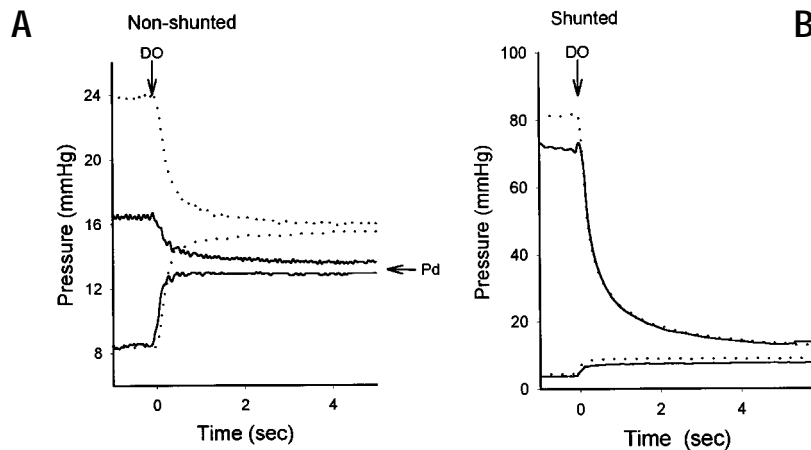 A
Non-shunted
DO
24
20
16
12
8
Pressure (mmHg)
Pd
0
2
4
Time (sec)
Shunted
B
DO
100
80
60
40
20
0
Pressure (mmHg)
0
2
4
Time (sec)